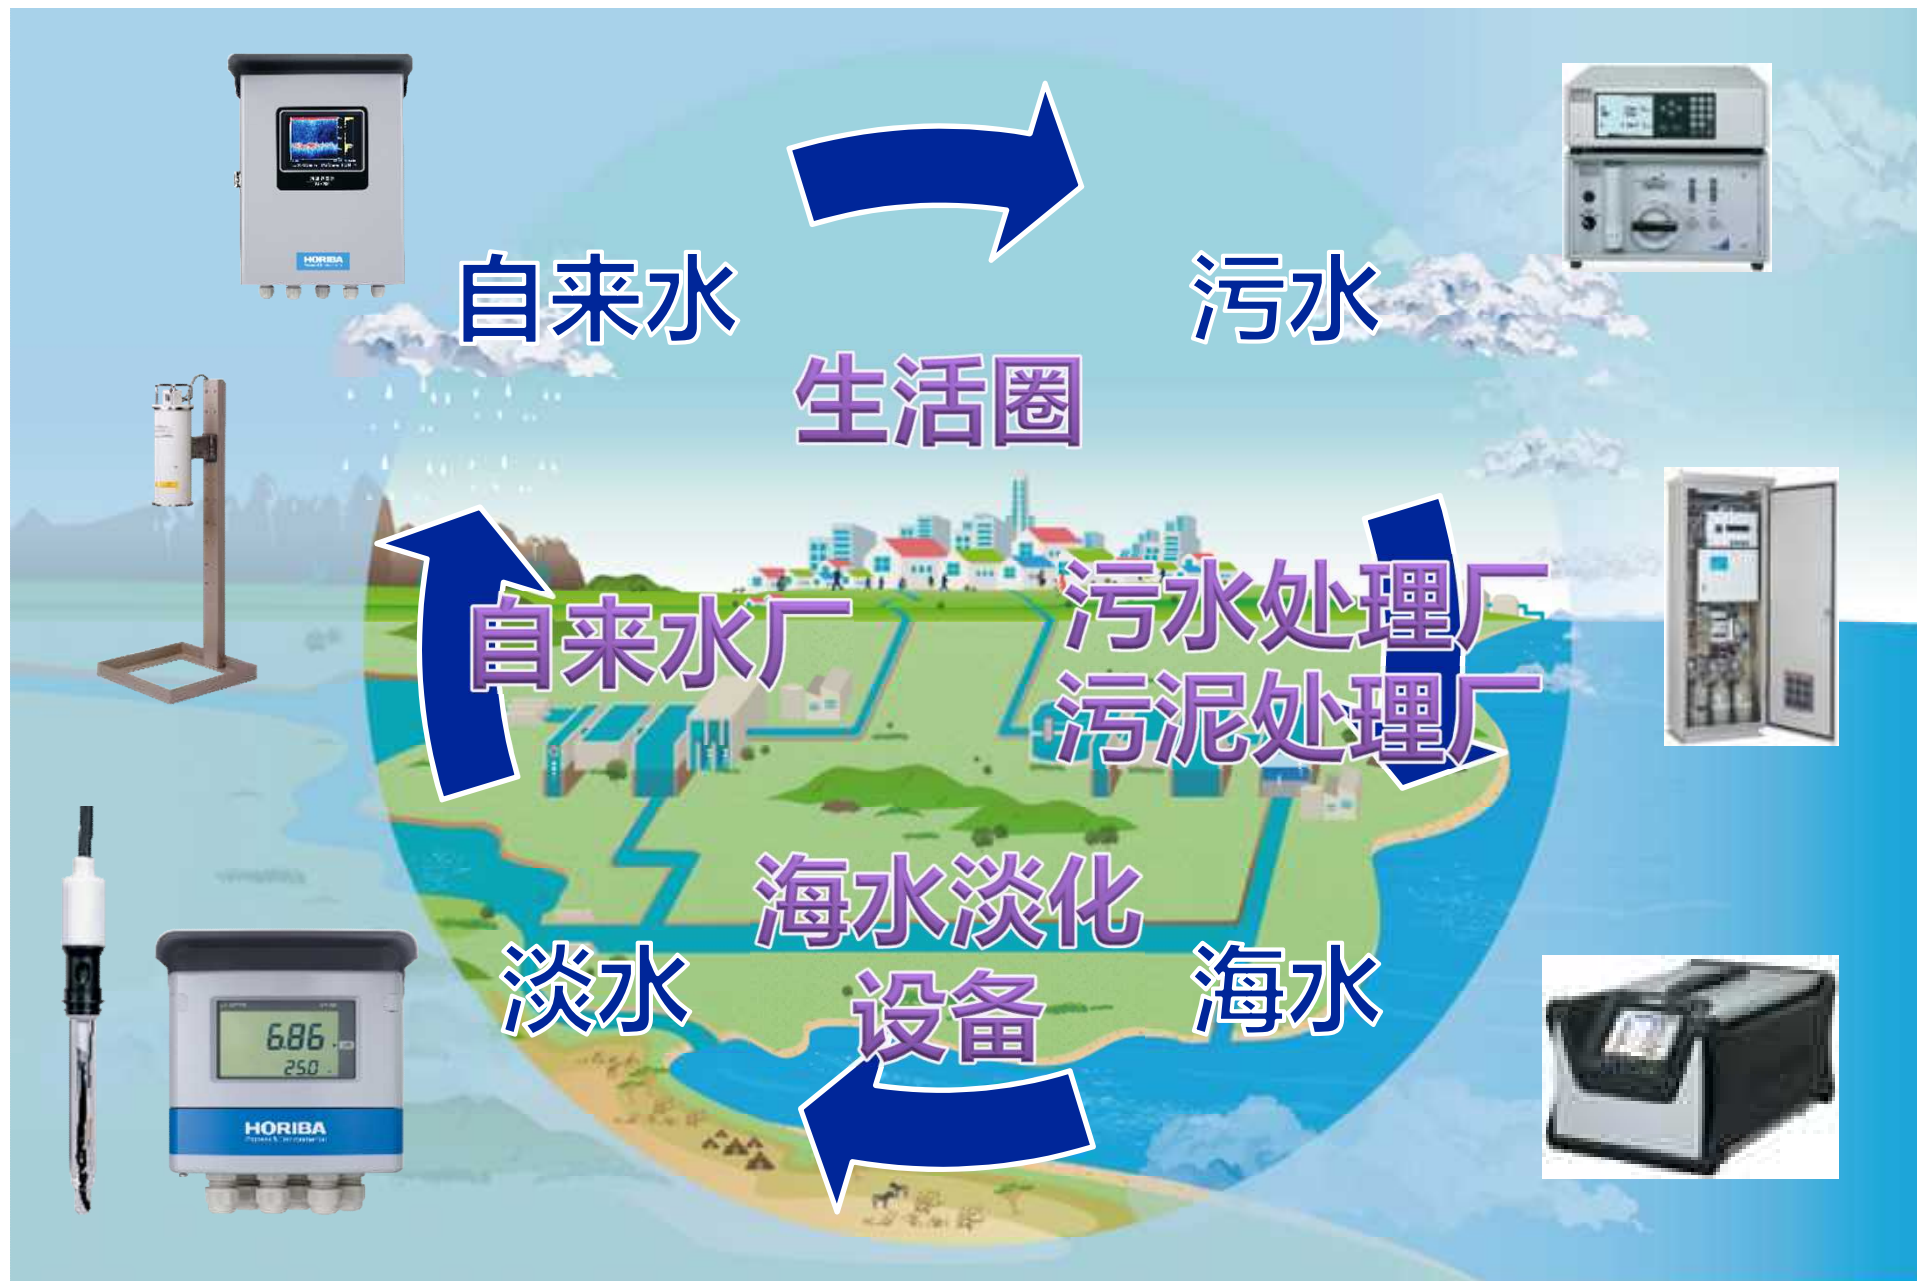 HORIBA
自来水
污水
生活圈
自来水厂
污水处理厂
污泥处理厂
海水淡化
设备
淡水
海水
6.86
25.0
HORIBA